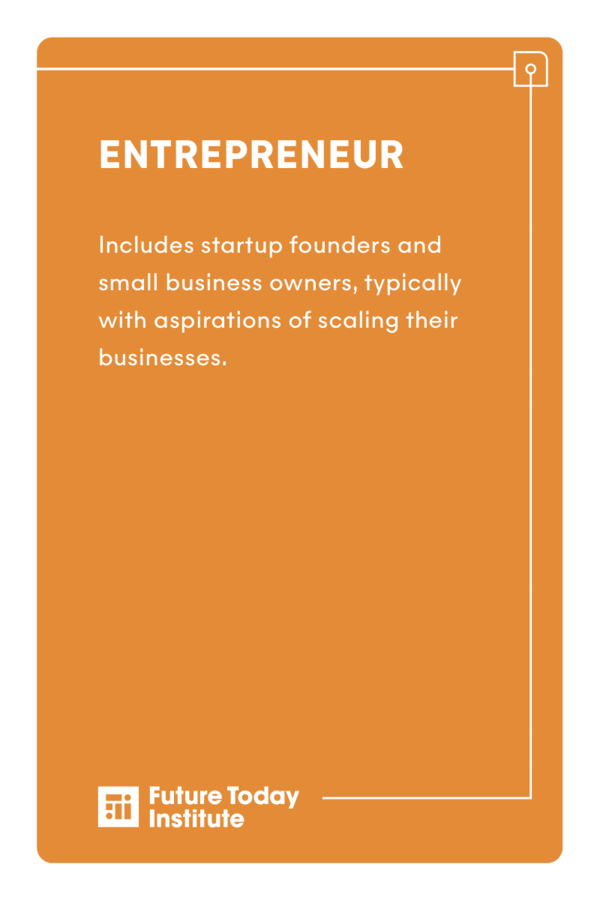 ENTREPRENEUR
Includes startup founders and
small business owners, typically
with aspirations of scaling their
businesses.
Future Today
Institute